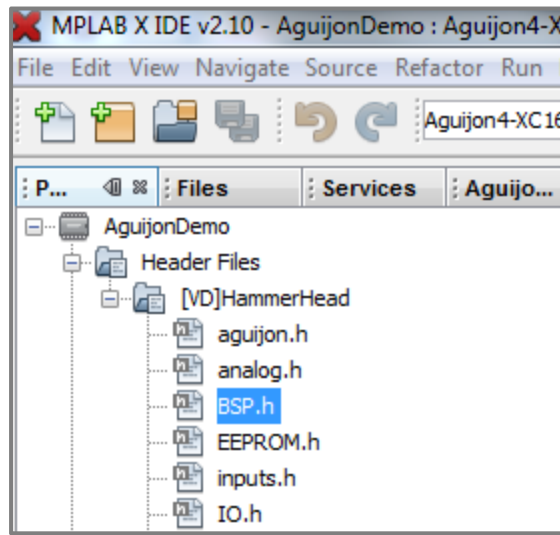 MPLAB X IDE v2.10 - AguijonDemo : Aguijon4-X
File Edit View Navigate Source Refactor Run
Aguijon4-XC16
P... Files Services Aguijo...
AguijonDemo
Header Files
[VD]HammerHead
aguijon.h
analog.h
BSP.h
EEPROM.h
inputs.h
IO.h